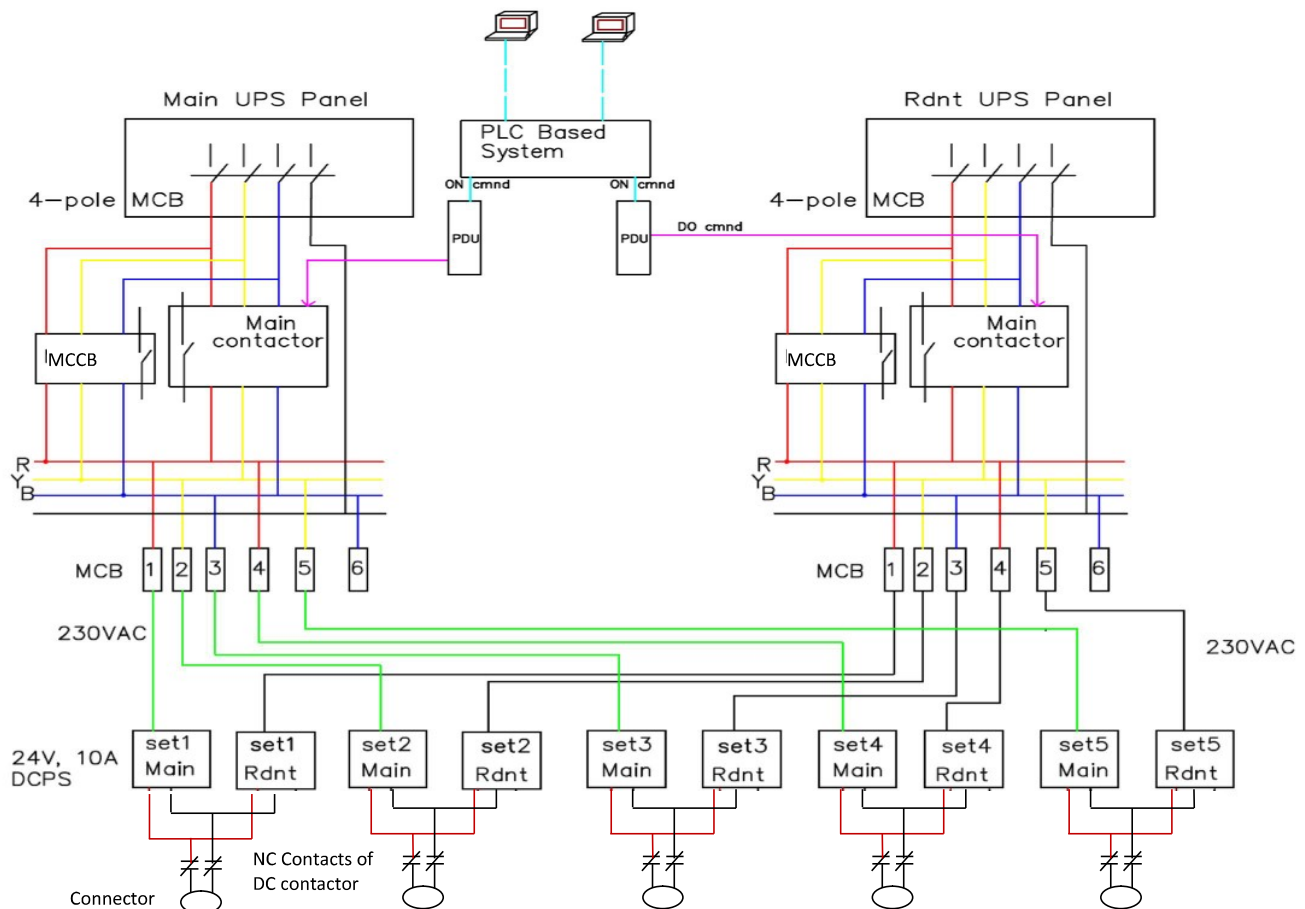 Main UPS Panel
Rdnt UPS Panel
PLC Based
System
ON cmnd
ON cmnd
4-pole MCB
4-pole MCB
PDU
PDU
DO cmnd
Main
contactor
Main
contactor
MCCB
MCCB
R
Y
B
R
Y
B
MCB 1 2 3 4 5 6
MCB 1 2 3 4 5 6
230VAC
230VAC
24V, 10A
DCPS
set1
Main
set1
Rdnt
set2
Main
set2
Rdnt
set3
Main
set3
Rdnt
set4
Main
set4
Rdnt
set5
Main
set5
Rdnt
NC Contacts of
DC contactor
Connector